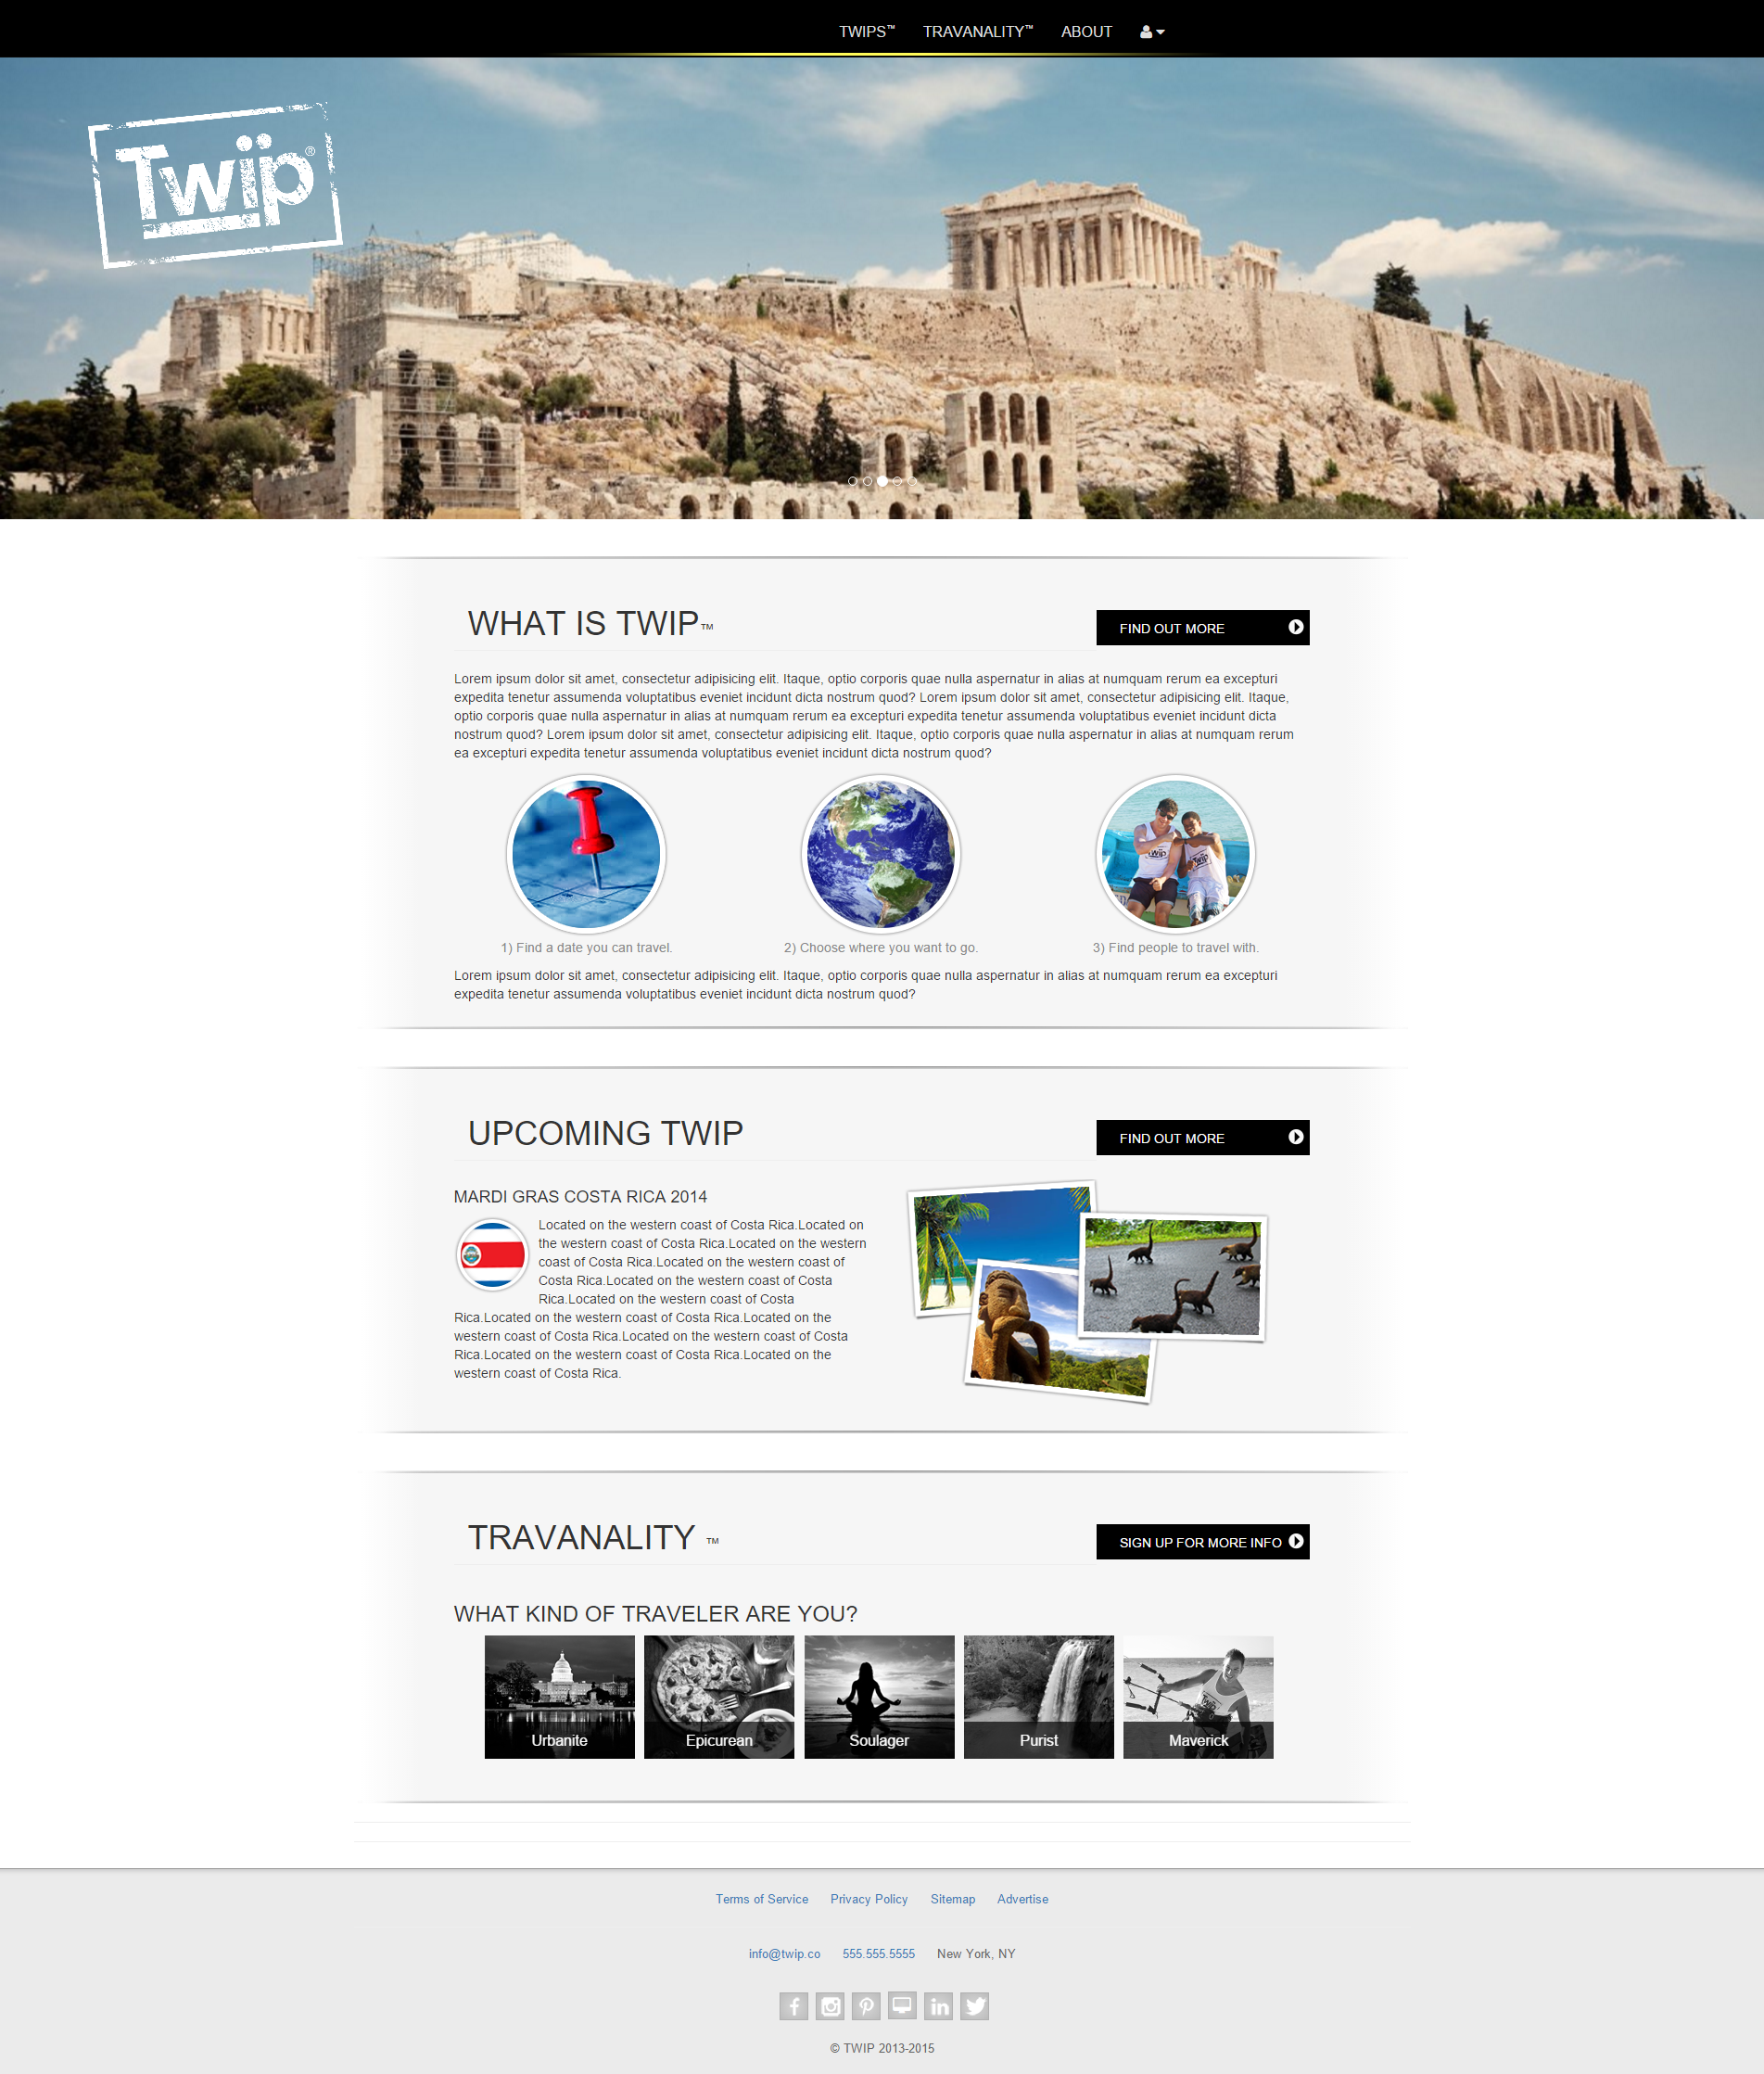 TWIPS™ TRAVANALITY™ ABOUT
Twip®
WHAT IS TWIP™
FIND OUT MORE
Lorem ipsum dolor sit amet, consectetur adipisicing elit. Itaque, optio corporis quae nulla aspernatur in alias at numquam rerum ea excepturi
expedita tenetur assumenda voluptatibus eveniet incidunt dicta nostrum quod? Lorem ipsum dolor sit amet, consectetur adipisicing elit. Itaque,
optio corporis quae nulla aspernatur in alias at numquam rerum ea excepturi expedita tenetur assumenda voluptatibus eveniet incidunt dicta
nostrum quod? Lorem ipsum dolor sit amet, consectetur adipisicing elit. Itaque, optio corporis quae nulla aspernatur in alias at numquam rerum
ea excepturi expedita tenetur assumenda voluptatibus eveniet incidunt dicta nostrum quod?
Twip
1) Find a date you can travel.
2) Choose where you want to go.
3) Find people to travel with.
Lorem ipsum dolor sit amet, consectetur adipisicing elit. Itaque, optio corporis quae nulla aspernatur in alias at numquam rerum ea excepturi
expedita tenetur assumenda voluptatibus eveniet incidunt dicta nostrum quod?
UPCOMING TWIP
FIND OUT MORE
MARDI GRAS COSTA RICA 2014
Located on the western coast of Costa Rica.Located on
the western coast of Costa Rica.Located on the western
coast of Costa Rica.Located on the western coast of
Costa Rica.Located on the western coast of Costa
Rica.Located on the western coast of Costa
Rica.Located on the western coast of Costa Rica.Located on the
western coast of Costa Rica.Located on the western coast of Costa
Rica.Located on the western coast of Costa Rica.Located on the
western coast of Costa Rica.
TRAVANALITY ™
SIGN UP FOR MORE INFO
WHAT KIND OF TRAVELER ARE YOU?
Urbanite
Epicurean
Soulager
Purist
Maverick
Terms of Service Privacy Policy Sitemap Advertise
info@twip.co 555.555.5555 New York, NY
© TWIP 2013-2015